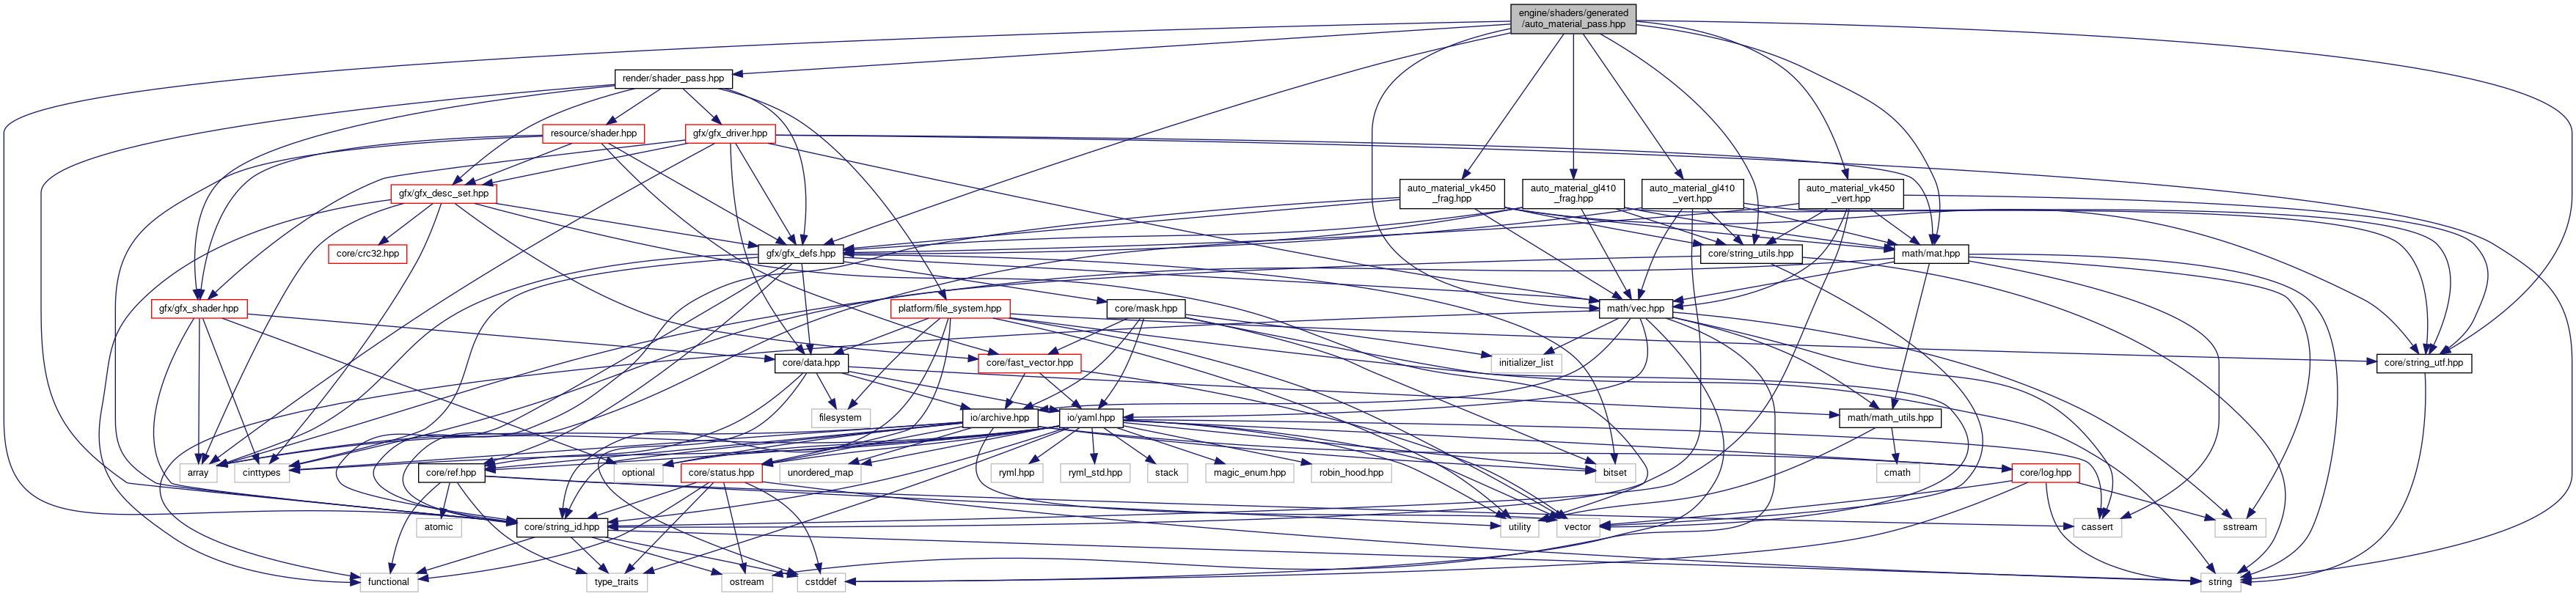 engine/shaders/generated
/auto_material_pass.hpp
render/shader_pass.hpp
resource/shader.hpp
gfx/gfx_driver.hpp
gfx/gfx_desc_set.hpp
auto_material_vk450
_frag.hpp
auto_material_gl410
_frag.hpp
auto_material_gl410
_vert.hpp
auto_material_vk450
_vert.hpp
core/crc32.hpp
gfx/gfx_defs.hpp
core/string_utils.hpp
math/mat.hpp
gfx/gfx_shader.hpp
platform/file_system.hpp
core/mask.hpp
math/vec.hpp
core/data.hpp
core/fast_vector.hpp
initializer_list
core/string_utf.hpp
filesystem
io/archive.hpp
io/yaml.hpp
math/math_utils.hpp
array
cinttypes
core/ref.hpp
optional
core/status.hpp
unordered_map
ryml.hpp
ryml_std.hpp
stack
magic_enum.hpp
robin_hood.hpp
bitset
cmath
core/log.hpp
atomic
core/string_id.hpp
utility
vector
cassert
sstream
functional
type_traits
ostream
cstddef
string